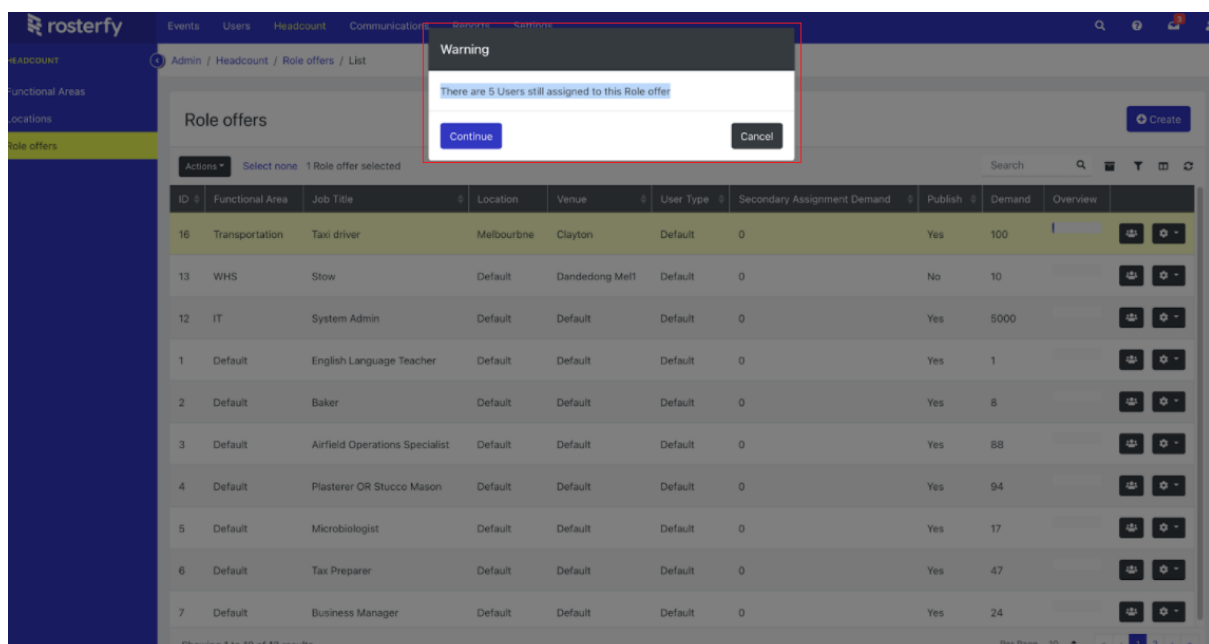 rosterfy
Events Users Headcount Communications Reports Settings
3
HEADCOUNT
Functional Areas
Locations
Role offers
Admin / Headcount / Role offers / List
Warning
There are 5 Users still assigned to this Role offer
Continue Cancel
Role offers
Create
Actions Select none 1 Role offer selected
Search
ID Functional Area Job Title Location Venue User Type Secondary Assignment Demand Publish Demand Overview
16 Transportation Taxi driver Melbourbne Clayton Default 0 Yes 100
13 WHS Stow Default Dandedong Mel1 Default 0 No 10
12 IT System Admin Default Default Default 0 Yes 5000
1 Default English Language Teacher Default Default Default 0 Yes 1
2 Default Baker Default Default Default 0 Yes 8
3 Default Airfield Operations Specialist Default Default Default 0 Yes 88
4 Default Plasterer OR Stucco Mason Default Default Default 0 Yes 94
5 Default Microbiologist Default Default Default 0 Yes 17
6 Default Tax Preparer Default Default Default 0 Yes 47
7 Default Business Manager Default Default Default 0 Yes 24
Per Page 10 1 2